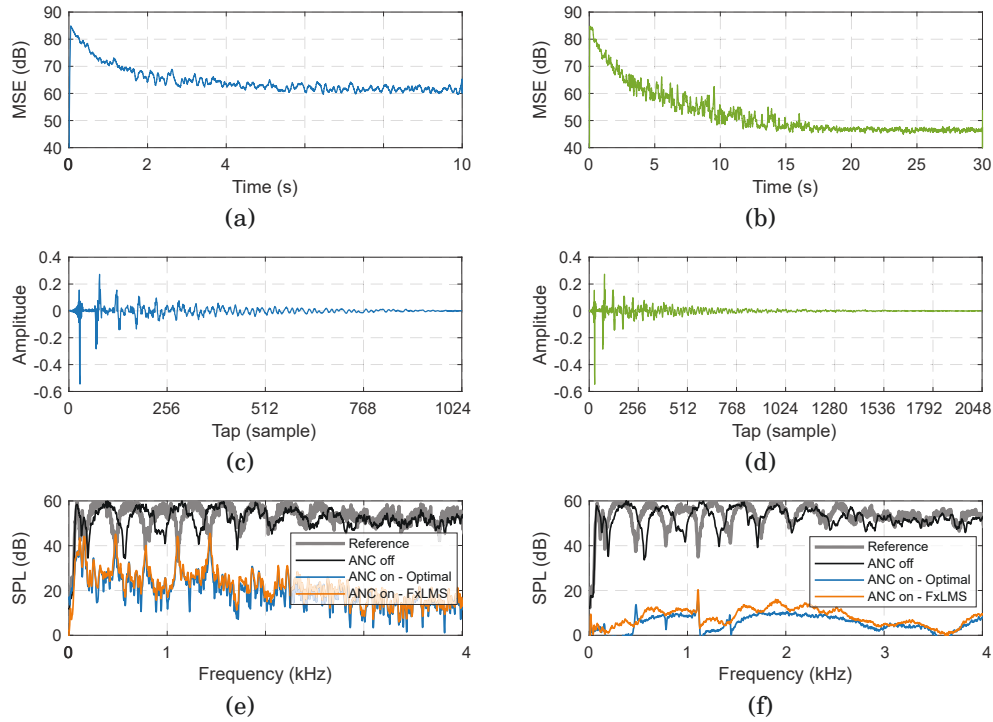 90
80
70
60
50
40
MSE (dB)
0 0 2 4 10
Time (s)
(a)
90
80
70
60
50
40
MSE (dB)
0 5 10 15 20 25 30
Time (s)
(b)
0.4
0.2
0
-0.2
-0.4
-0.6
Amplitude
0 256 512 768 1024
Tap (sample)
(c)
0.4
0.2
0
-0.2
-0.4
-0.6
Amplitude
0 256 512 768 1024 1280 1536 1792 2048
Tap (sample)
(d)
60
40
20
0
SPL (dB)
Reference
ANC off
ANC on - Optimal
ANC on - FxLMS
0 0 1 4
Frequency (kHz)
(e)
60
40
20
0
SPL (dB)
Reference
ANC off
ANC on - Optimal
ANC on - FxLMS
0 1 2 3 4
Frequency (kHz)
(f)